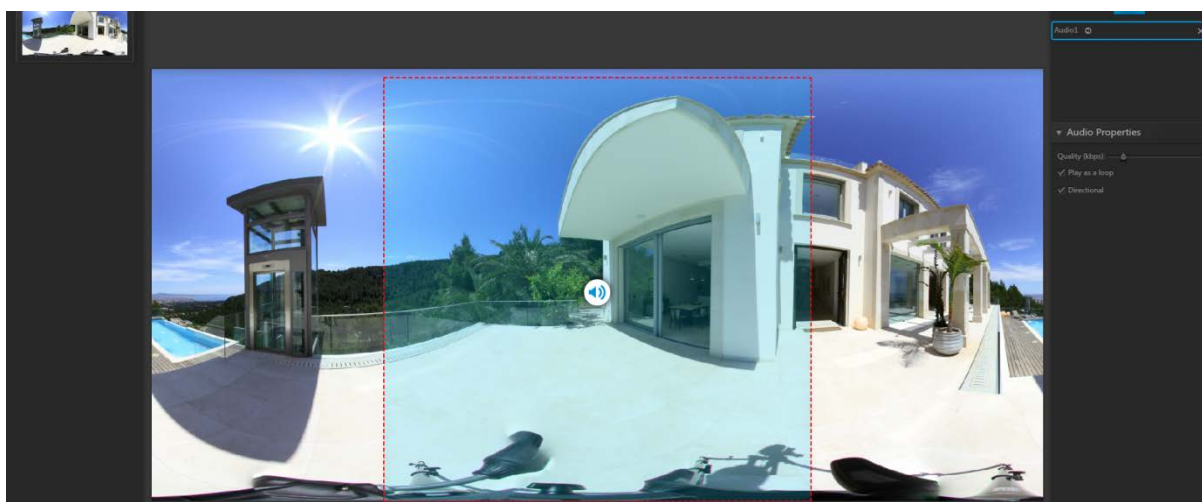 Audio1
Audio Properties
Quality (kbps):
Play as a loop
Directional